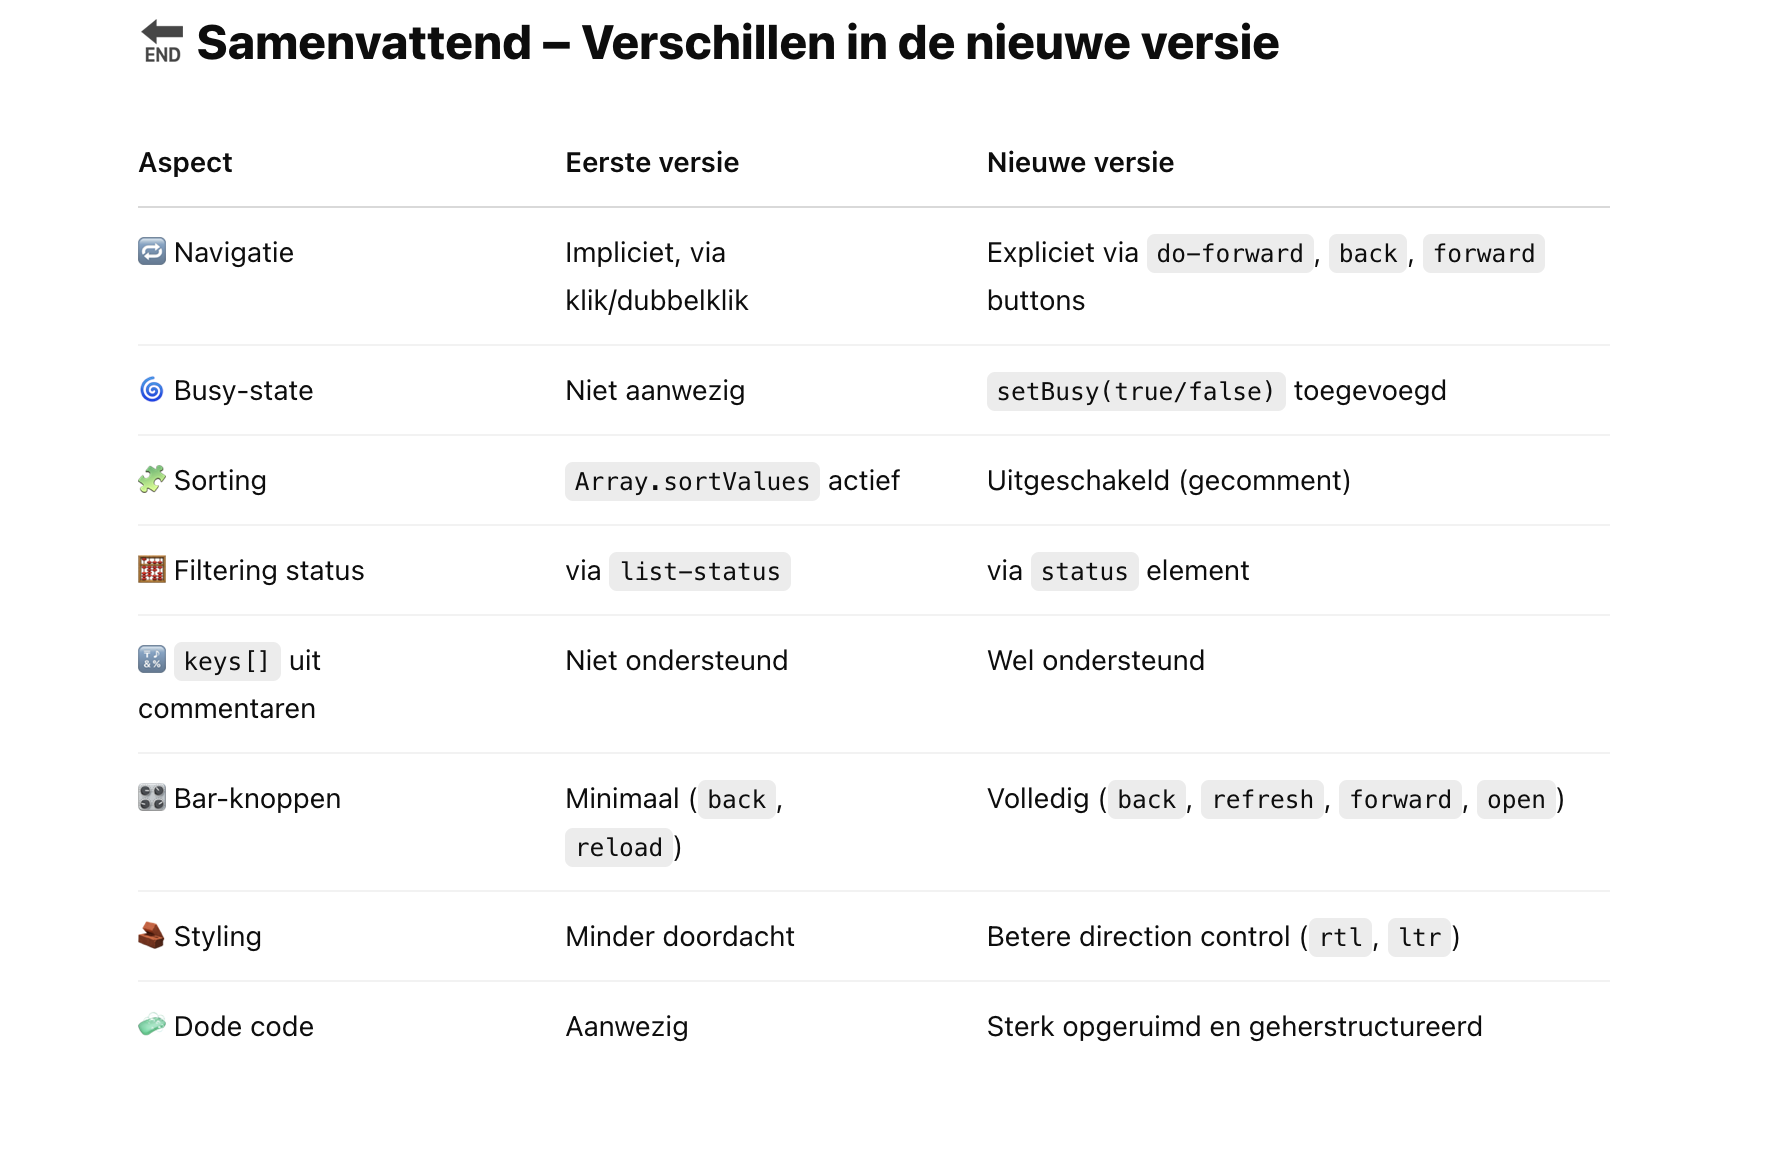 🔚 Samenvattend – Verschillen in de nieuwe versie
Aspect Eerste versie Nieuwe versie
🔁 Navigatie Impliciet, via Expliciet via do-forward, back, forward
klik/dubbelklik buttons
🌀 Busy-state Niet aanwezig setBusy(true/false) toegevoegd
🧩 Sorting Array.sortValues actief Uitgeschakeld (gecomment)
🧮 Filtering status via list-status via status element
🔣 keys[] uit Niet ondersteund Wel ondersteund
commentaren
🎛 Bar-knoppen Minimaal (back, Volledig (back, refresh, forward, open)
reload)
🧱 Styling Minder doordacht Betere direction control (rtl, ltr)
🧼 Dode code Aanwezig Sterk opgeruimd en geherstructureerd